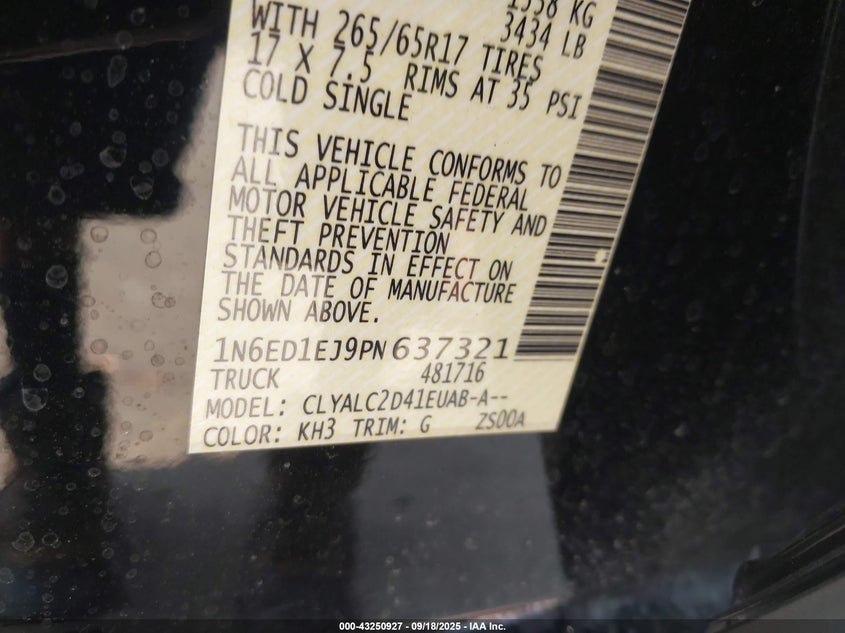 1558 KG
3434 LB
WITH 265/65R17 TIRES
17 X 7.5 RIMS AT 35 PSI
COLD SINGLE
THIS VEHICLE CONFORMS TO
ALL APPLICABLE FEDERAL
MOTOR VEHICLE SAFETY AND
THEFT PREVENTION
STANDARDS IN EFFECT ON
THE DATE OF MANUFACTURE
SHOWN ABOVE.
1N6ED1EJ9PN637321
TRUCK 481716
MODEL: CLYALC2D41EUAB-A--
COLOR: KH3 TRIM: G ZS00A
000-43250927 - 09/18/2025 - IAA Inc.